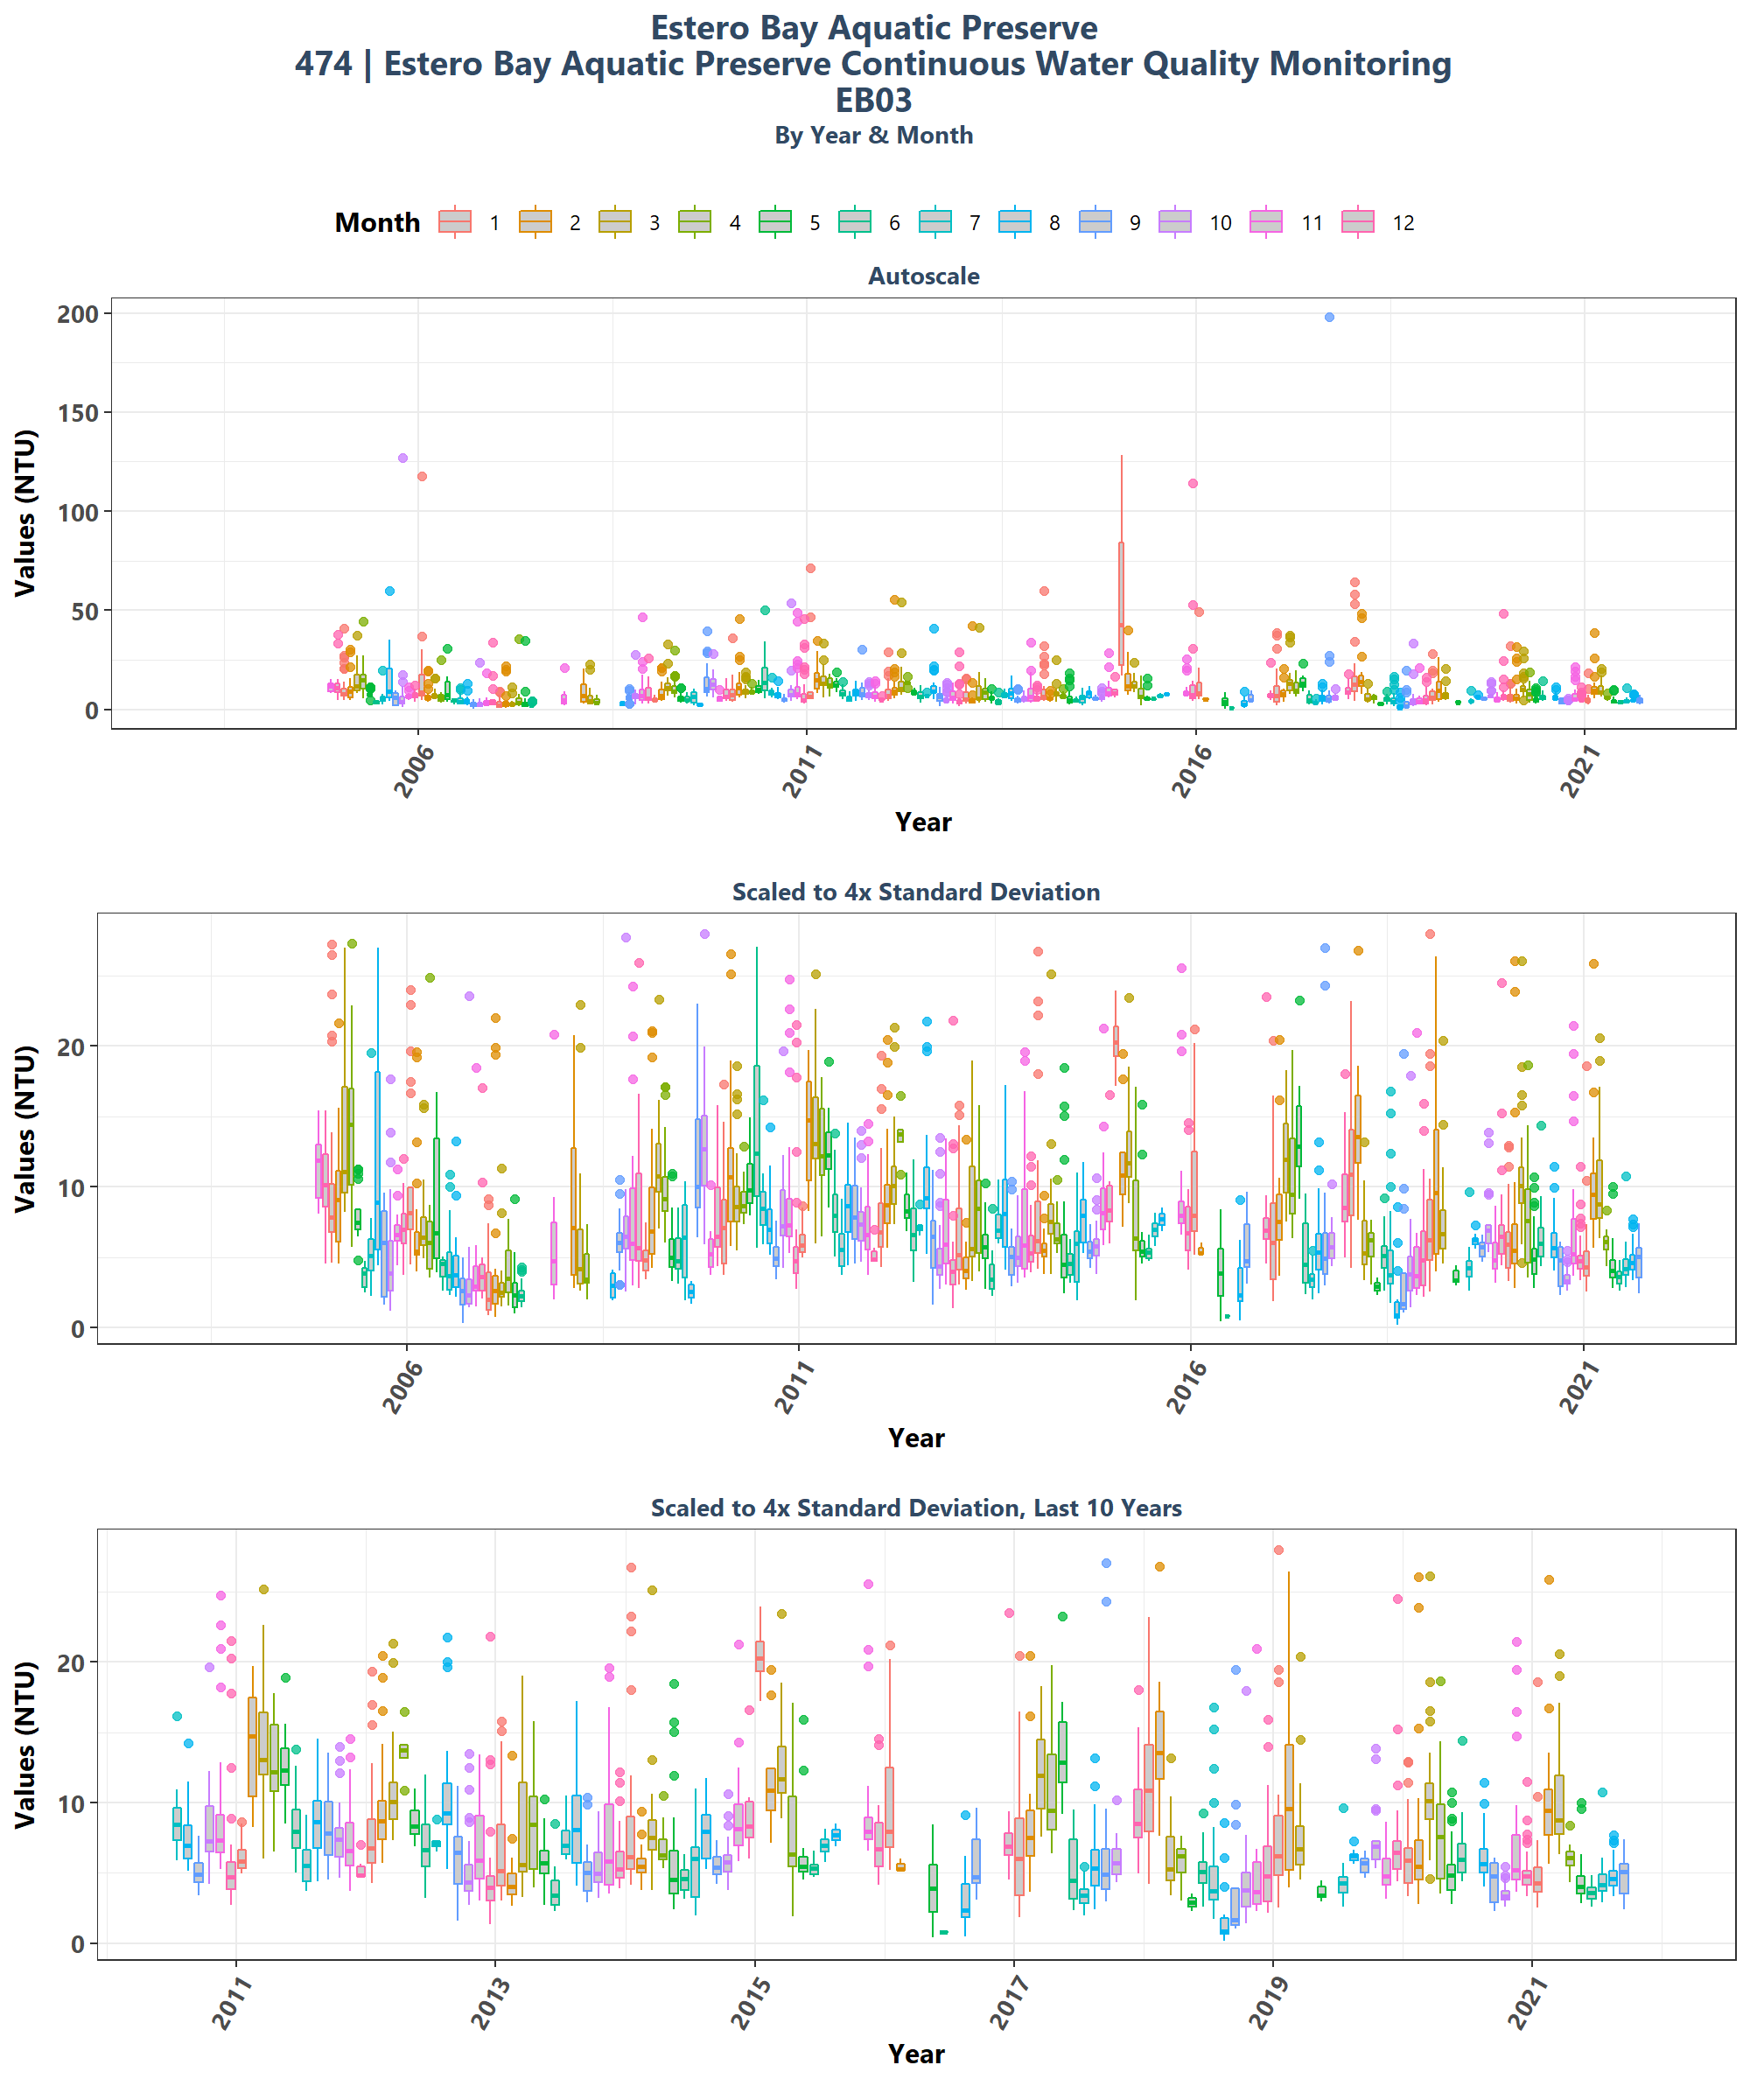 Estero Bay Aquatic Preserve
474 | Estero Bay Aquatic Preserve Continuous Water Quality Monitoring
EB03
By Year & Month
Month 1 2 3 4 5 6 7 8 9 10 11 12
Autoscale
Values (NTU)
200
150
100
50
0
2006 2011 2016 2021
Year
Scaled to 4x Standard Deviation
Values (NTU)
20
10
0
2006 2011 2016 2021
Year
Scaled to 4x Standard Deviation, Last 10 Years
Values (NTU)
20
10
0
2011 2013 2015 2017 2019 2021
Year